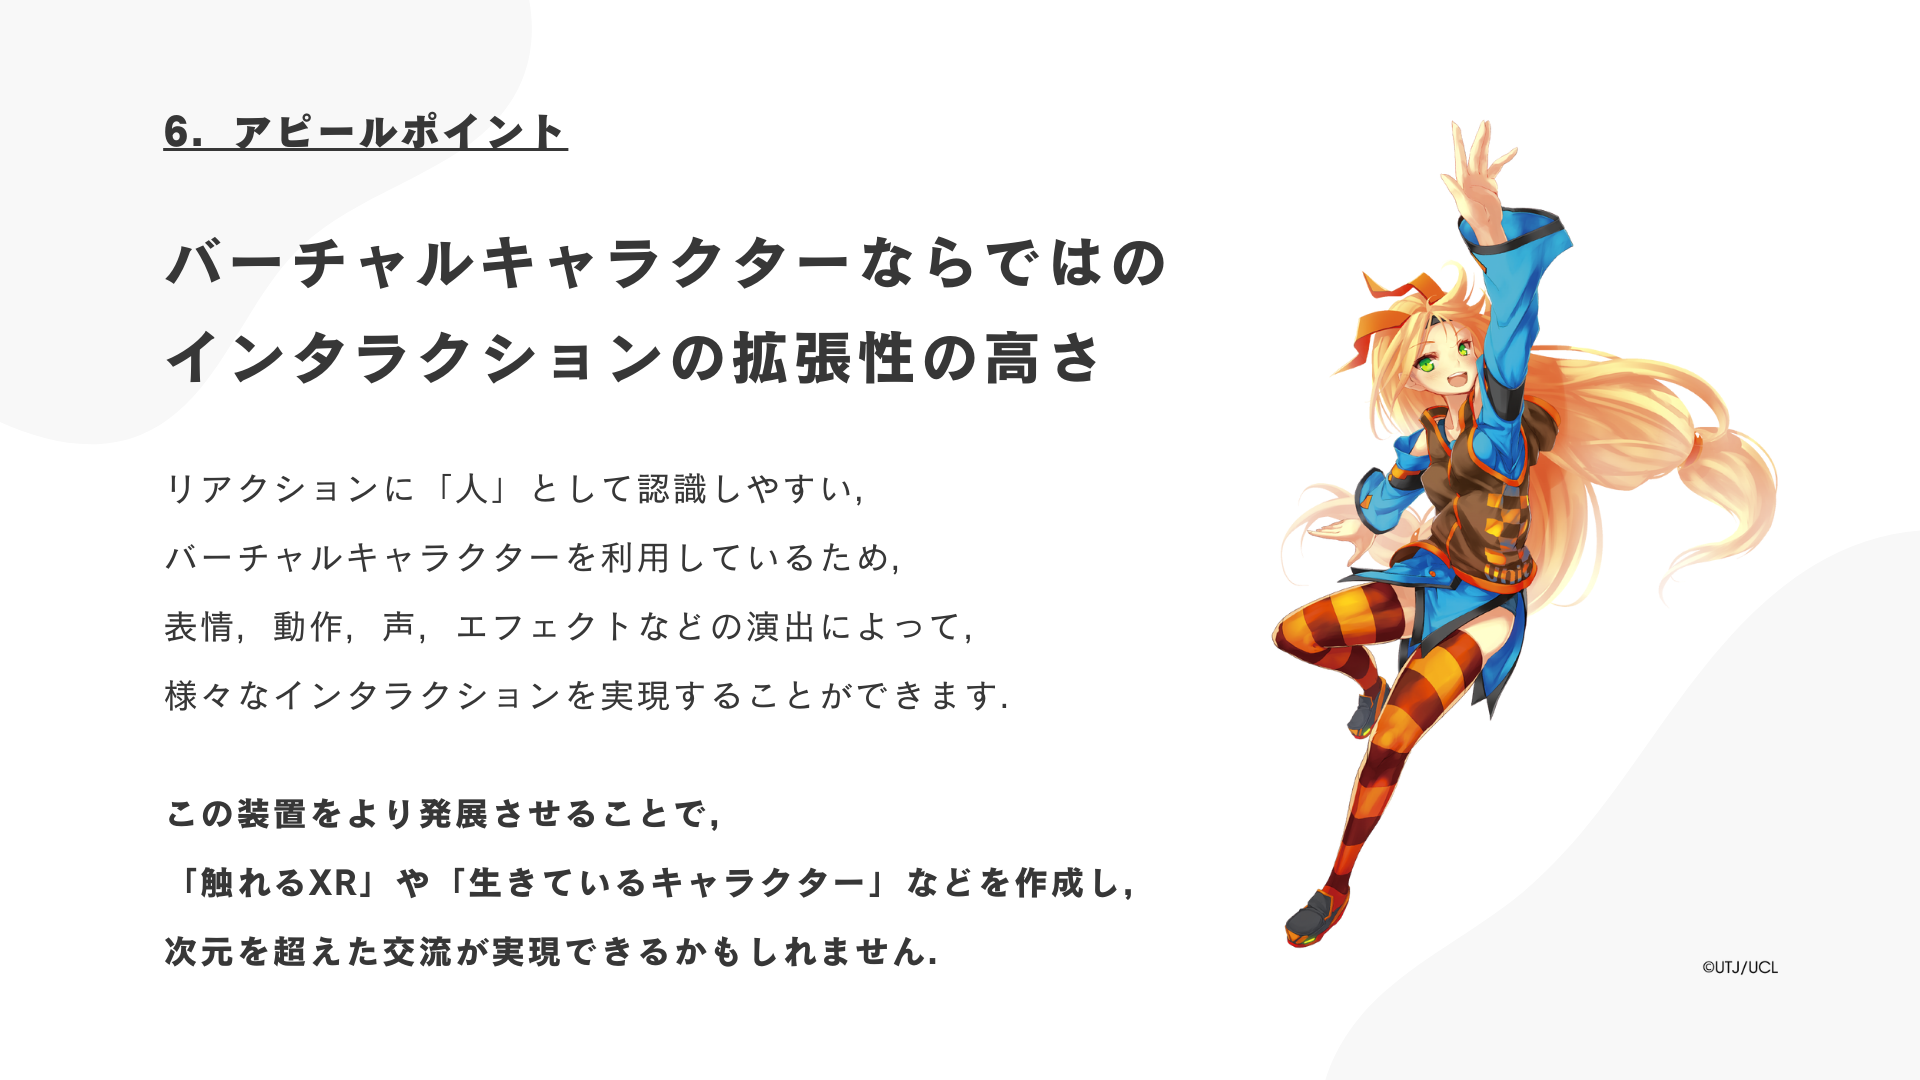 6. アピールポイント
バーチャルキャラクターならではの
インタラクションの拡張性の高さ
リアクションに「人」として認識しやすい,
バーチャルキャラクターを利用しているため,
表情, 動作, 声, エフェクトなどの演出によって,
様々なインタラクションを実現することができます.
この装置をより発展させることで,
「触れるXR」や「生きているキャラクター」などを作成し,
次元を超えた交流が実現できるかもしれません.
©UTJ/UCL